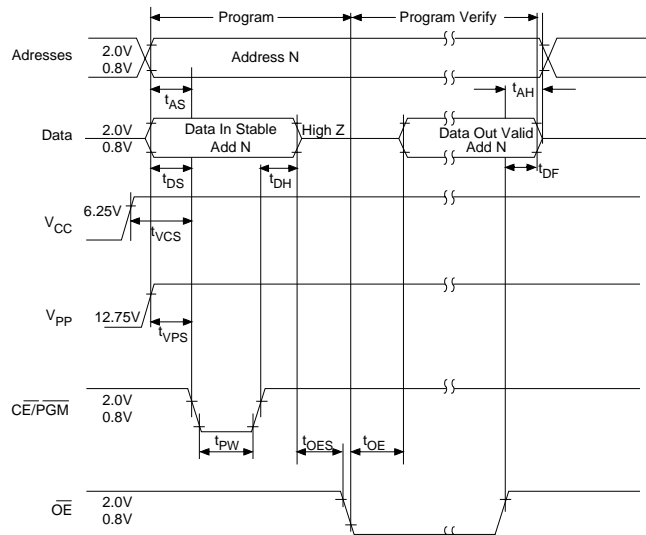 Program
Program Verify
Adresses
2.0V
0.8V
Address N
tAS
tAH
Data
2.0V
0.8V
Data In Stable
Add N
High Z
Data Out Valid
Add N
tDS
tDH
tDF
VCC
6.25V
tVCS
VPP
12.75V
tVPS
CE/PGM
2.0V
0.8V
tPW
tOES
tOE
OE
2.0V
0.8V